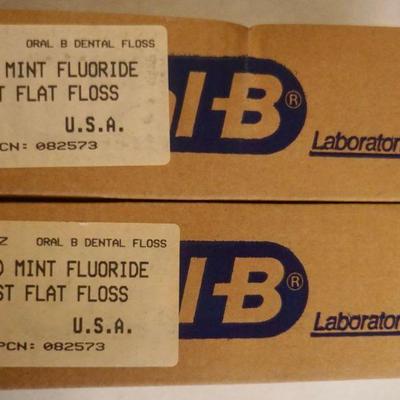 ORAL B DENTAL FLOSS
MINT FLUORIDE
FLAT FLOSS
U.S.A.
PCN: 082573
l-B®
Laborator
Z ORAL B DENTAL FLOSS
) MINT FLUORIDE
ST FLAT FLOSS
U.S.A.
PCN: 082573
l-B®
Laborator